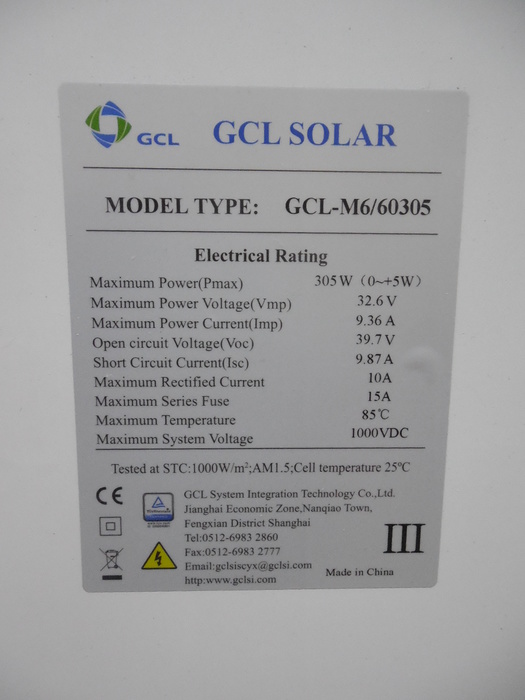 GCL GCL SOLAR
MODEL TYPE: GCL-M6/60305
Electrical Rating
Maximum Power(Pmax) 305W (0~+5W)
Maximum Power Voltage(Vmp) 32.6 V
Maximum Power Current(Imp) 9.36 A
Open circuit Voltage(Voc) 39.7 V
Short Circuit Current(Isc) 9.87 A
Maximum Rectified Current 10A
Maximum Series Fuse 15A
Maximum Temperature 85℃
Maximum System Voltage 1000VDC
Tested at STC:1000W/m²;AM1.5;Cell temperature 25°C
CE
GCL System Integration Technology Co.,Ltd.
Jianghai Economic Zone,Nanqiao Town,
Fengxian District Shanghai
Tel:0512-6983 2860
Fax:0512-6983 2777
Email:gclsiscyx@gclsi.com
http:www.gclsi.com
III
Made in China